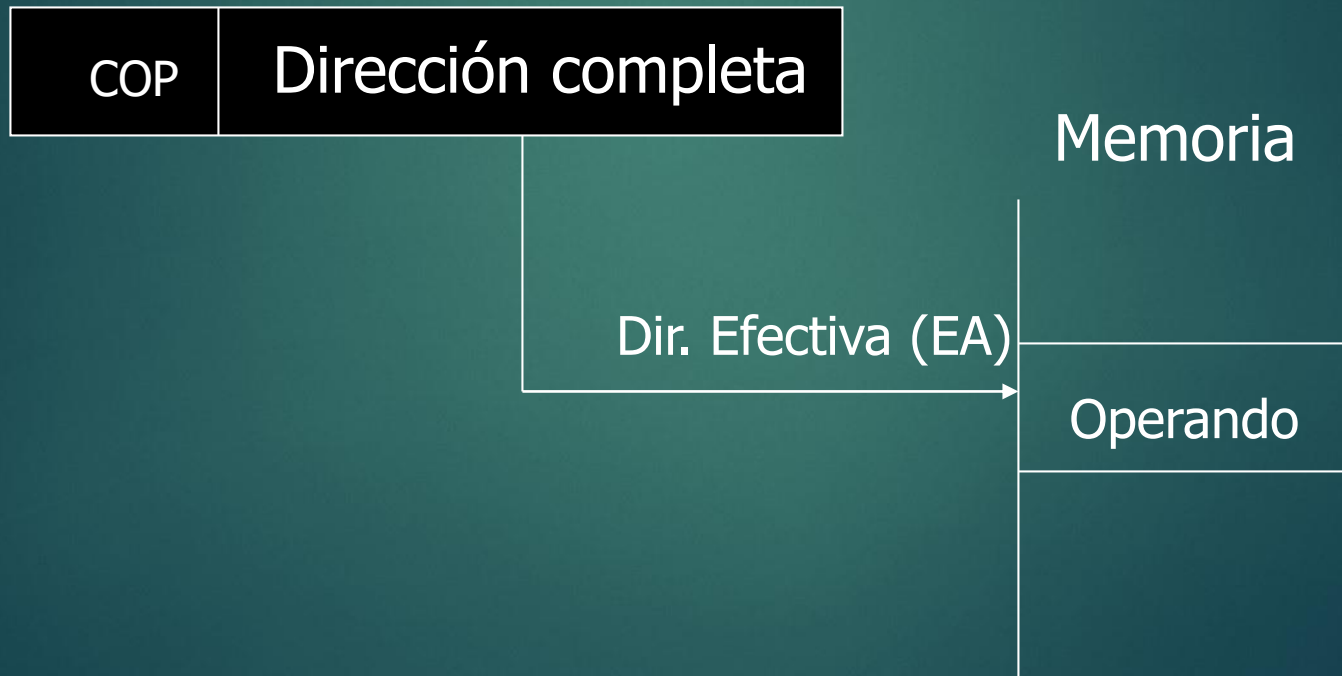 COP
Dirección completa
Memoria
Dir. Efectiva (EA)
Operando